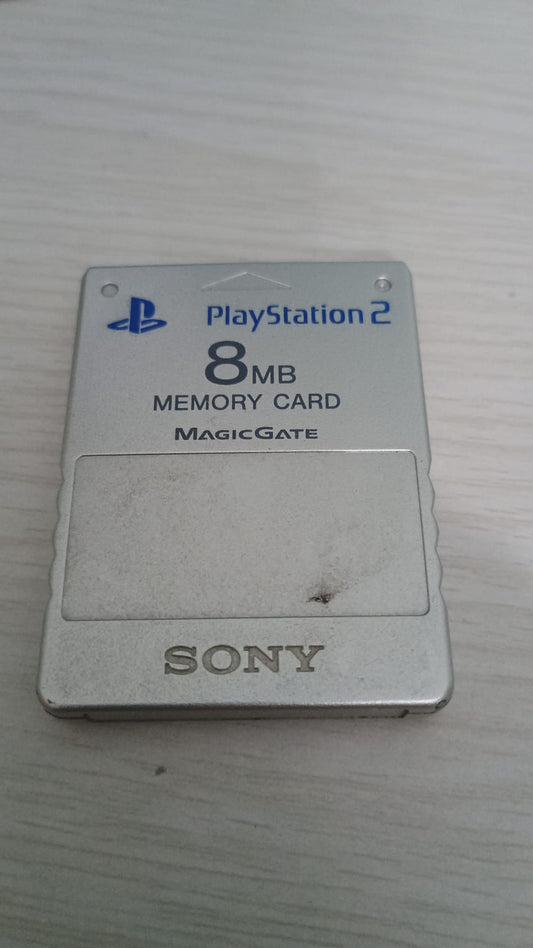 PlayStation 2
8MB
MEMORY CARD
MAGICGATE
SONY